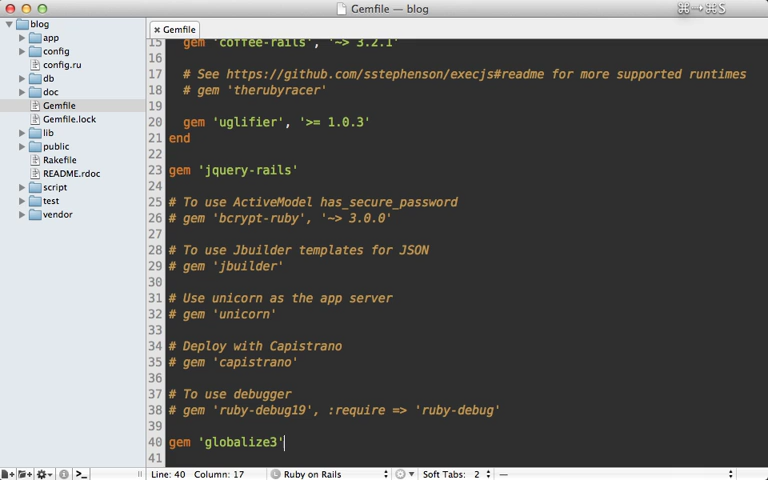 Gemfile — blog
⌘→⌘S
blog
app
config
config.ru
db
doc
Gemfile
Gemfile.lock
lib
public
Rakefile
README.rdoc
script
test
vendor
Gemfile
15 gem 'coffee-rails', '~> 3.2.1'
16
17 # See https://github.com/sstephenson/execjs#readme for more supported runtimes
18 # gem 'therubyracer'
19
20 gem 'uglifier', '>= 1.0.3'
21 end
22
23 gem 'jquery-rails'
24
25 # To use ActiveModel has_secure_password
26 # gem 'bcrypt-ruby', '~> 3.0.0'
27
28 # To use Jbuilder templates for JSON
29 # gem 'jbuilder'
30
31 # Use unicorn as the app server
32 # gem 'unicorn'
33
34 # Deploy with Capistrano
35 # gem 'capistrano'
36
37 # To use debugger
38 # gem 'ruby-debug19', :require => 'ruby-debug'
39
40 gem 'globalize3'
41
Line: 40 Column: 17 L Ruby on Rails Soft Tabs: 2 —